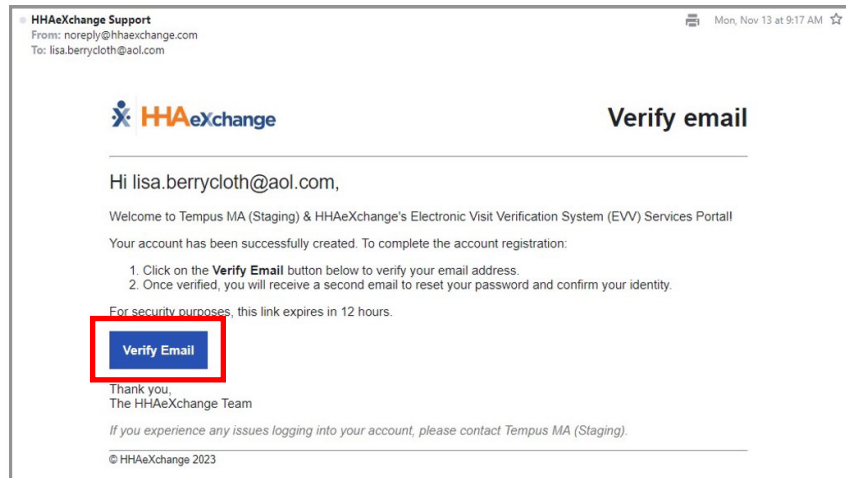 HHAeXchange Support
Mon, Nov 13 at 9:17 AM
From: noreply@hhaexchange.com
To: lisa.berrycloth@aol.com
HHAeXchange
Verify email
Hi lisa.berrycloth@aol.com,
Welcome to Tempus MA (Staging) & HHAeXchange's Electronic Visit Verification System (EVV) Services Portal!
Your account has been successfully created. To complete the account registration:
1. Click on the Verify Email button below to verify your email address.
2. Once verified, you will receive a second email to reset your password and confirm your identity.
For security purposes, this link expires in 12 hours.
Verify Email
Thank you,
The HHAeXchange Team
If you experience any issues logging into your account, please contact Tempus MA (Staging).
© HHAeXchange 2023